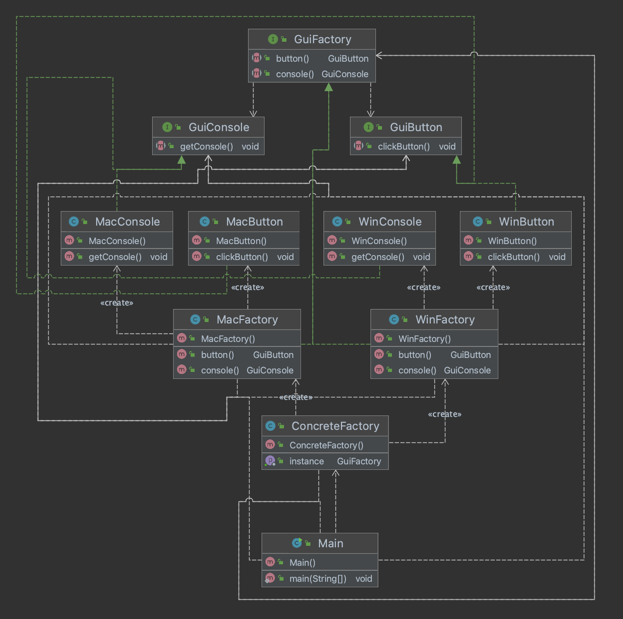 GuiFactory
button() GuiButton
console() GuiConsole
GuiConsole
getConsole() void
GuiButton
clickButton() void
MacConsole
MacConsole()
getConsole() void
MacButton
MacButton()
clickButton() void
WinConsole
WinConsole()
getConsole() void
WinButton
WinButton()
clickButton() void
«create»
«create»
«create»
«create»
MacFactory
MacFactory()
button() GuiButton
console() GuiConsole
WinFactory
WinFactory()
button() GuiButton
console() GuiConsole
«create»
«create»
ConcreteFactory
ConcreteFactory()
instance GuiFactory
Main
Main()
main(String[]) void